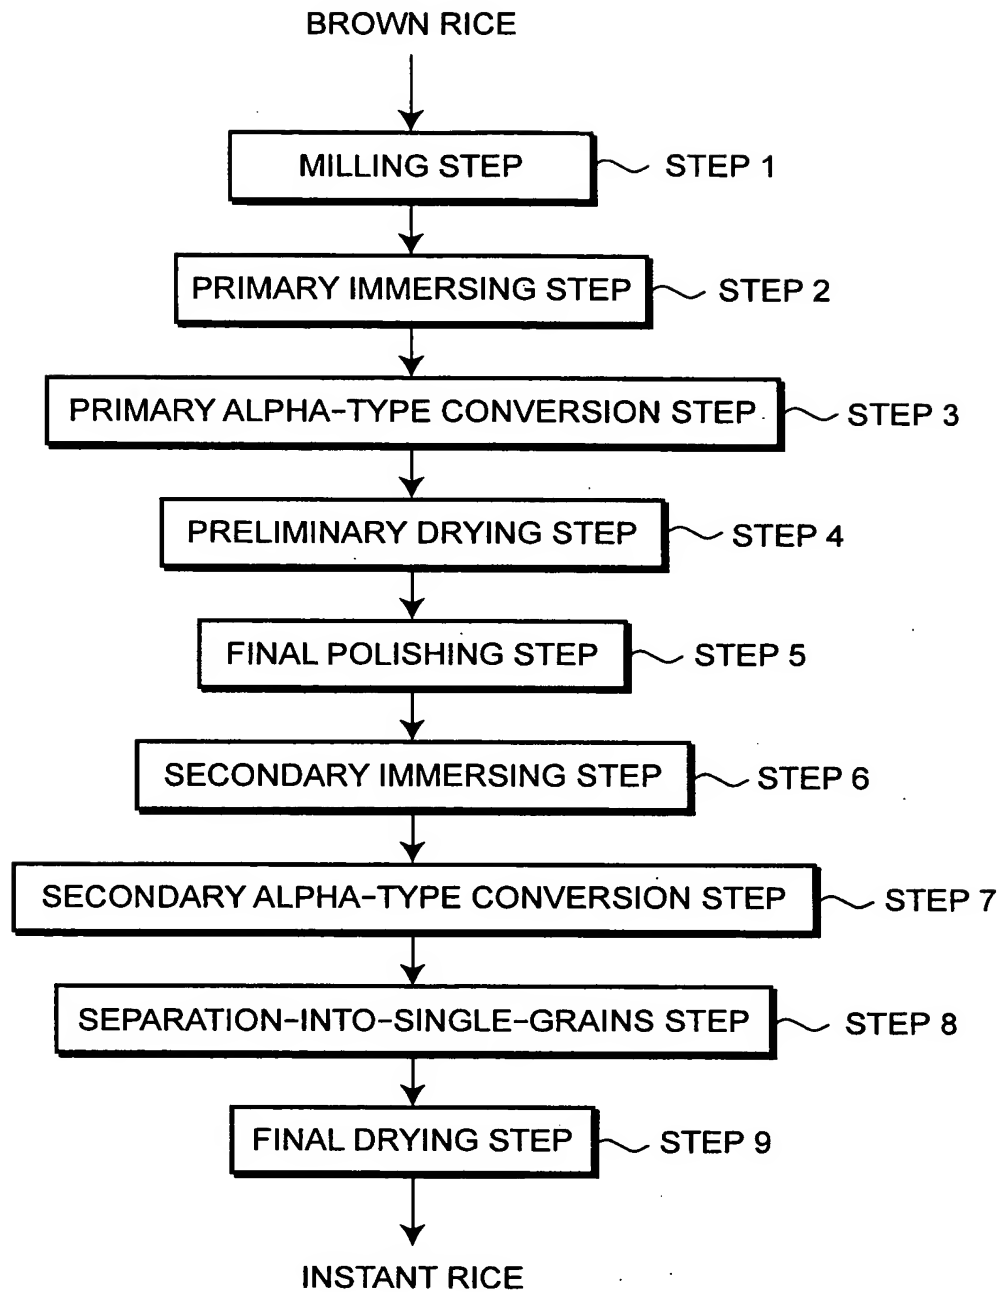 BROWN RICE
MILLING STEP STEP 1
PRIMARY IMMERSING STEP STEP 2
PRIMARY ALPHA-TYPE CONVERSION STEP STEP 3
PRELIMINARY DRYING STEP STEP 4
FINAL POLISHING STEP STEP 5
SECONDARY IMMERSING STEP STEP 6
SECONDARY ALPHA-TYPE CONVERSION STEP STEP 7
SEPARATION-INTO-SINGLE-GRAINS STEP STEP 8
FINAL DRYING STEP STEP 9
INSTANT RICE